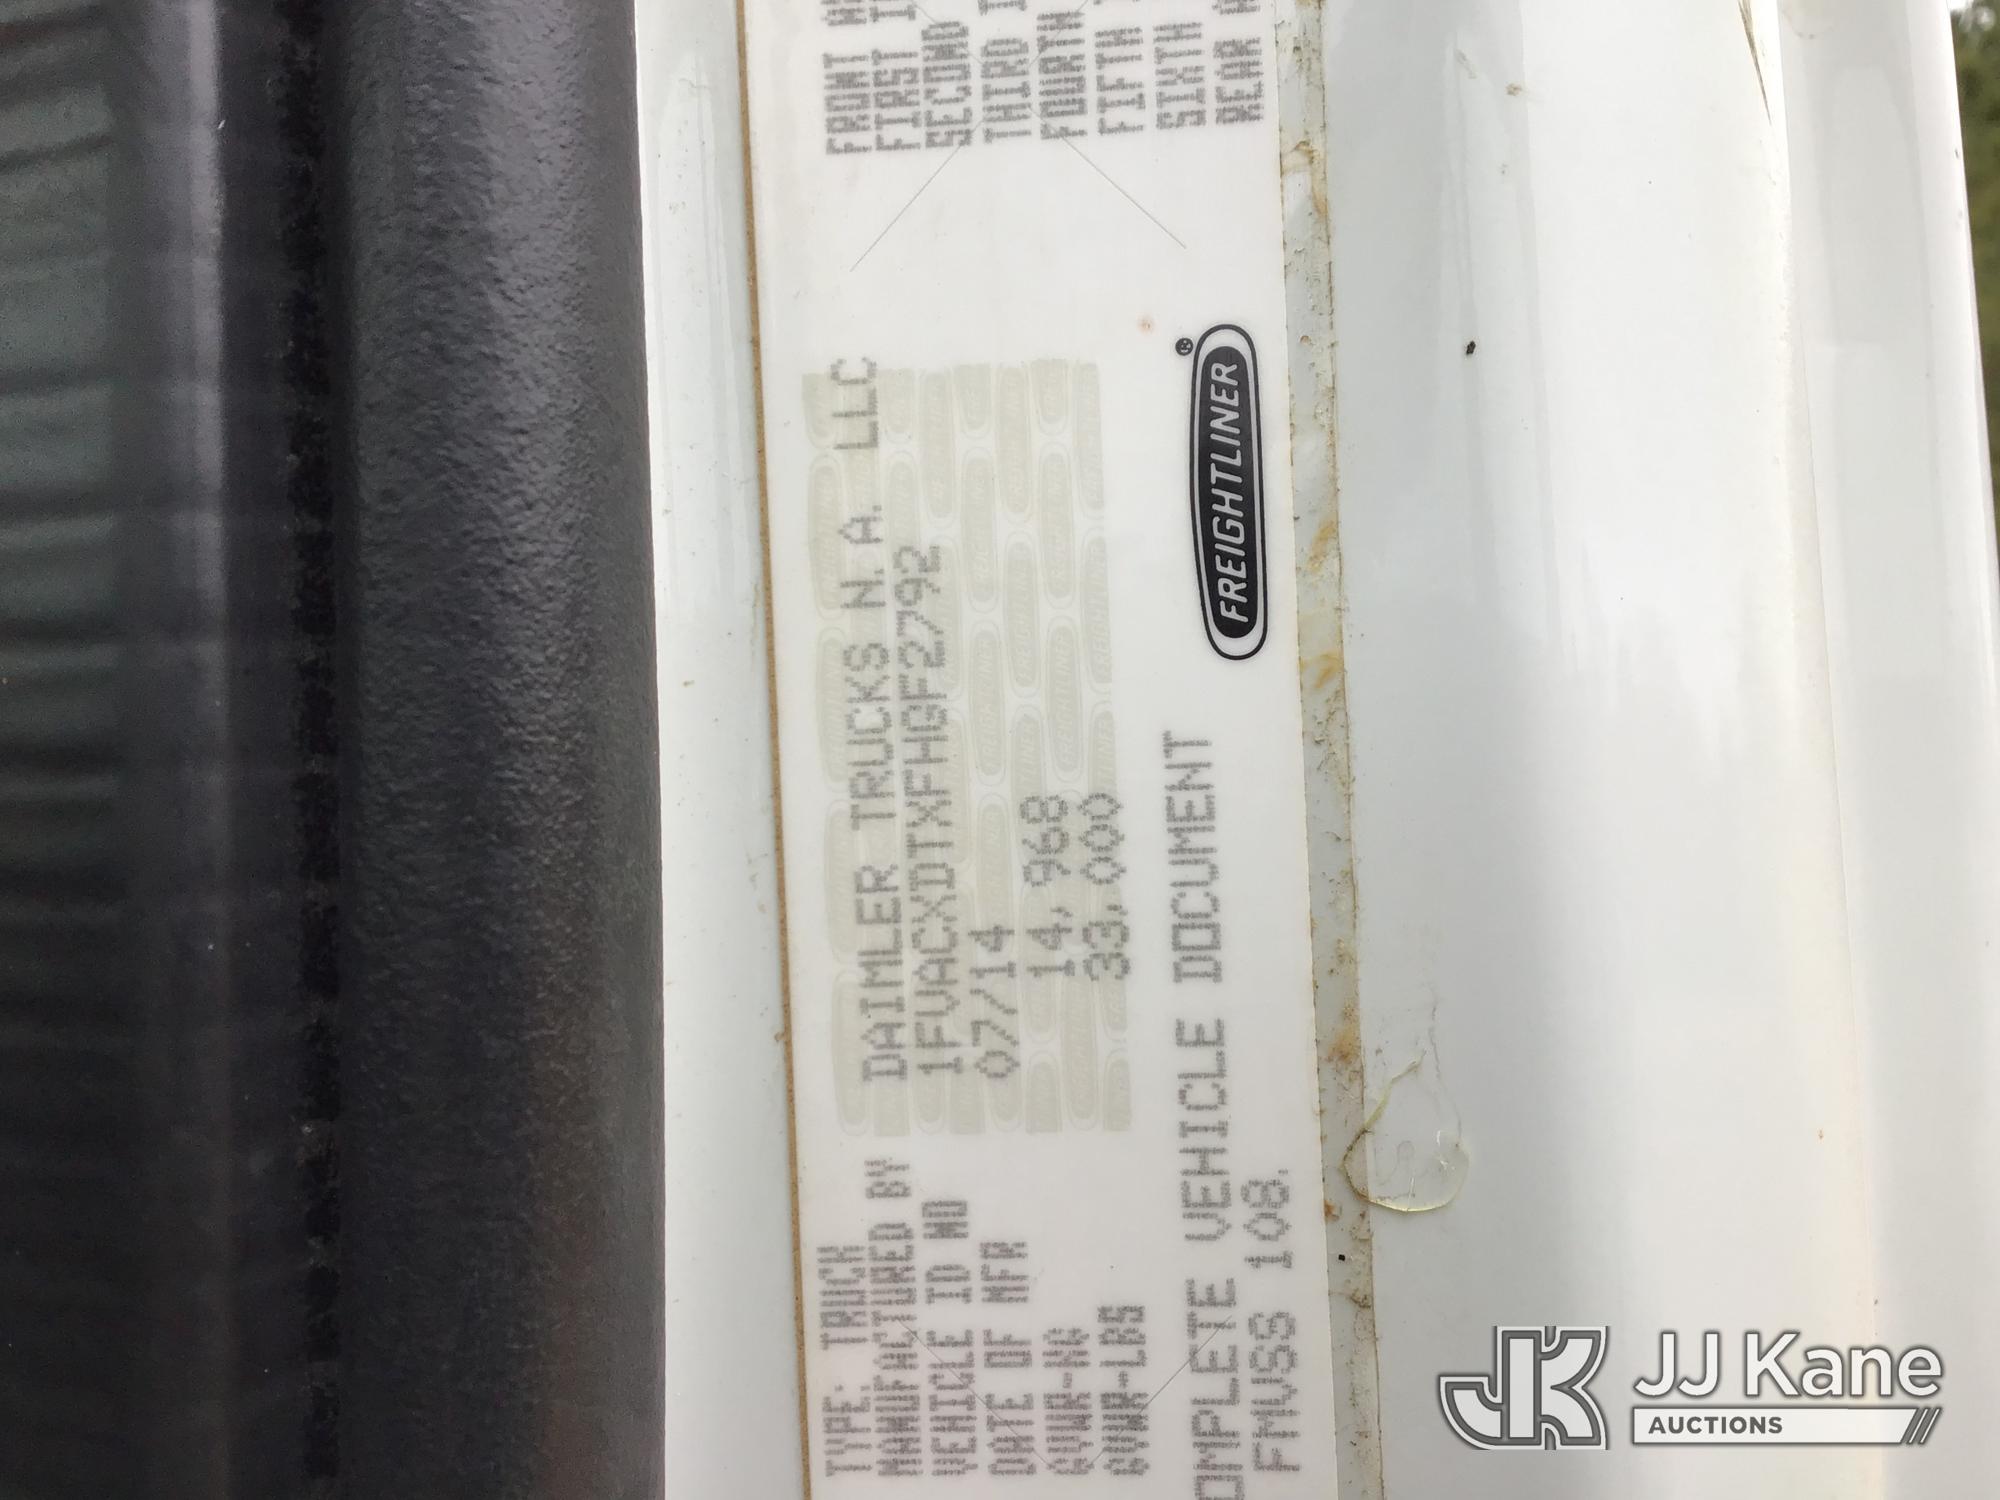 TYPE: TRUCK
MANUFACTURED BY DAIMLER TRUCKS N.A. LLC
VEHICLE ID NO 1FVACXDTXFHGF2792
DATE OF MFR 07/14
GVWR-KG 14,968
GVWR-LBS 33,000
OMPLETE VEHICLE DOCUMENT
FMVSS 108.
FREIGHTLINER®
FRONT
FIRST
SECOND
THIRD
FOURTH
FIFTH
SIXTH
REAR
JJ Kane
AUCTIONS